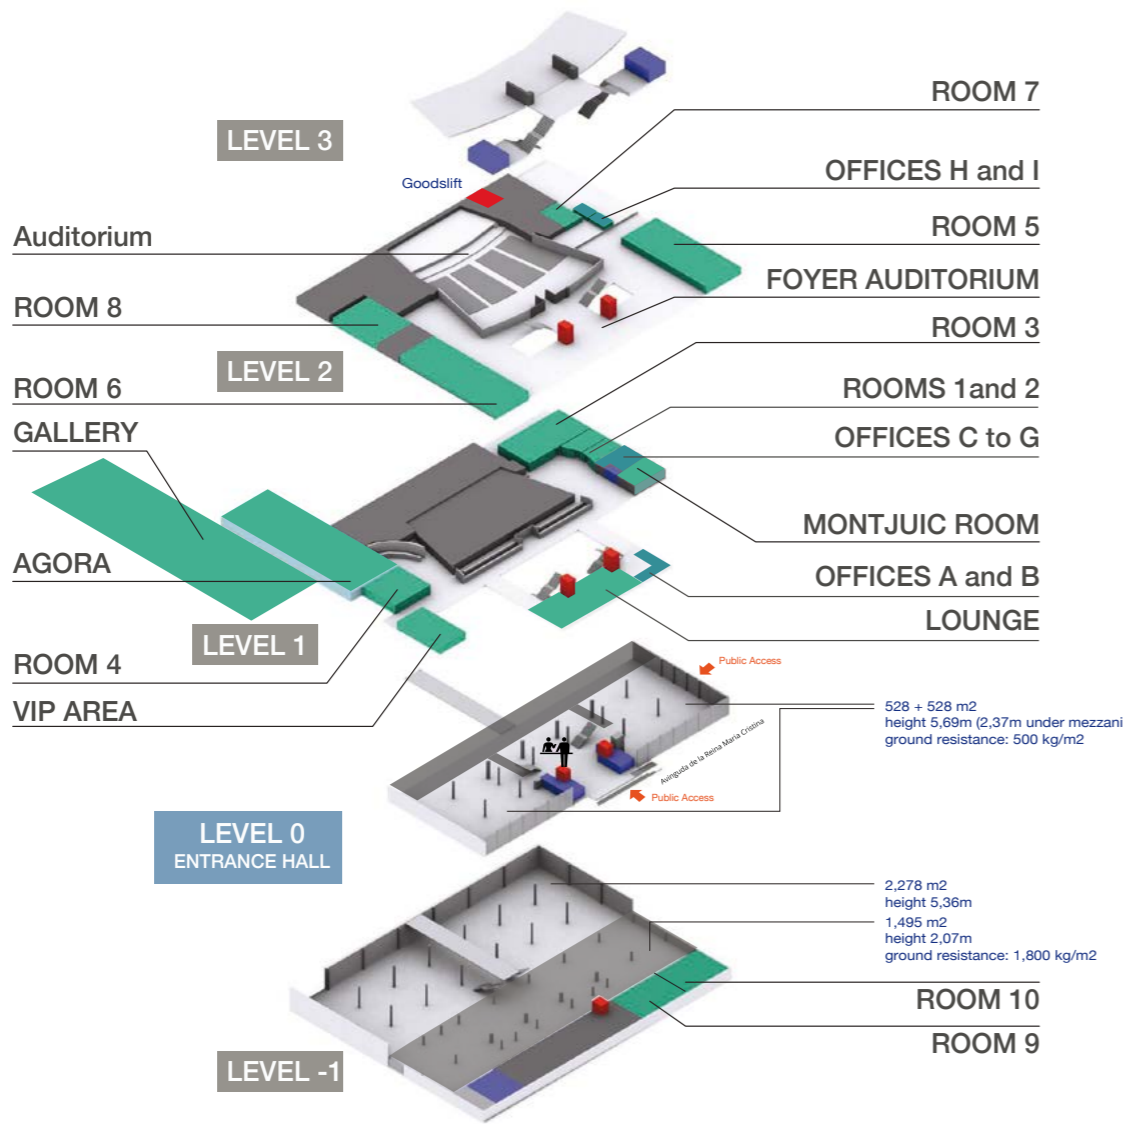 ROOM 7
LEVEL 3
OFFICES H and I
Goodslift
Auditorium
ROOM 5
FOYER AUDITORIUM
ROOM 8
ROOM 3
LEVEL 2
ROOM 6
ROOMS 1and 2
GALLERY
OFFICES C to G
MONTJUIC ROOM
AGORA
OFFICES A and B
LOUNGE
LEVEL 1
ROOM 4
Public Access
VIP AREA
528 + 528 m2
height 5,69m (2,37m under mezzani
ground resistance: 500 kg/m2
Avinguda de la Reina Maria Cristina
Public Access
LEVEL 0
ENTRANCE HALL
2,278 m2
height 5,36m
1,495 m2
height 2,07m
ground resistance: 1,800 kg/m2
ROOM 10
ROOM 9
LEVEL -1